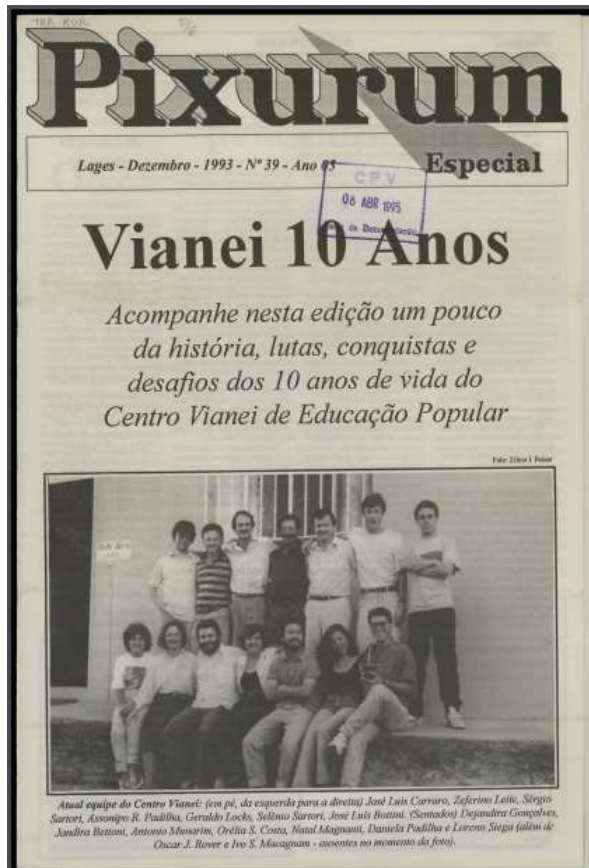 Pixurum
Lages - Dezembro - 1993 - Nº 39 - Ano 05
Especial
CPV
08 ABR 1995
Vianei 10 Anos
Acompanhe nesta edição um pouco
da história, lutas, conquistas e
desafios dos 10 anos de vida do
Centro Vianei de Educação Popular
Foto:
Atual equipe do Centro Vianei: (em pé, da esquerda para a direita) José Luis Carraro, Zeferino Leite, Sérgio
Sartori, Assonipo R. Padilha, Geraldo Locks, Selênio Sartori, José Luis Bottini. (Sentados) Dejandira Gonçalves,
Jandira Bettoni, Antonio Munarim, Orélia S. Costa, Natal Magnanti, Daniela Padilha e Loreno Siega (além de
Oscar J. Rover e Ivo S. Macagnam - ausentes no momento da foto).